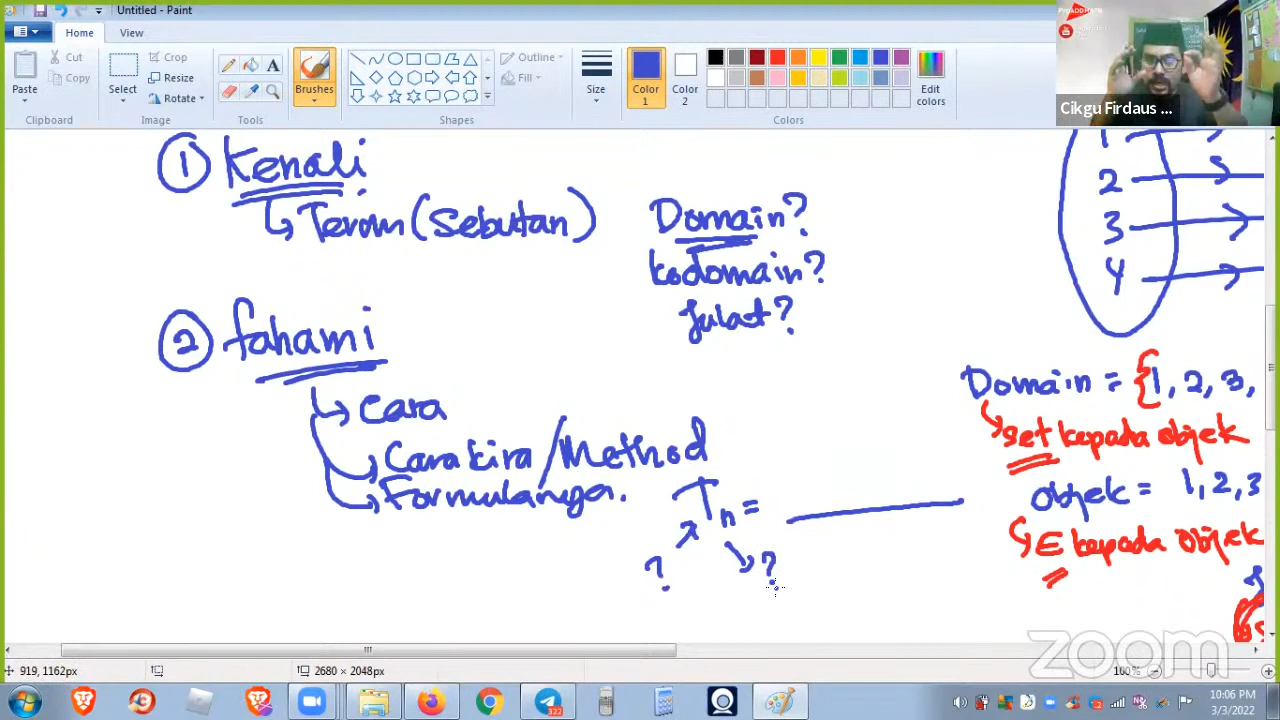 Untitled - Paint
Home
View
Paste
Cut
Copy
Clipboard
Select
Crop
Resize
Rotate
Image
Tools
Brushes
Shapes
Outline
Fill
Size
Color 1
Color 2
Edit colors
Colors
ProADDMATH
Cikgu Firdaus ...
1 Kenali
Term (Sebutan)
Domain?
kodomain?
Julat?
2 fahami
Cara
Cara kira / Method
Formulanya.
Tn =
? ?
1
2
3
4
Domain = {1, 2, 3,
set kepada objek
objek = 1, 2, 3
E kepada objek
zoom
919, 1162px
2680 × 2048px
100%
322
10:06 PM
3/3/2022